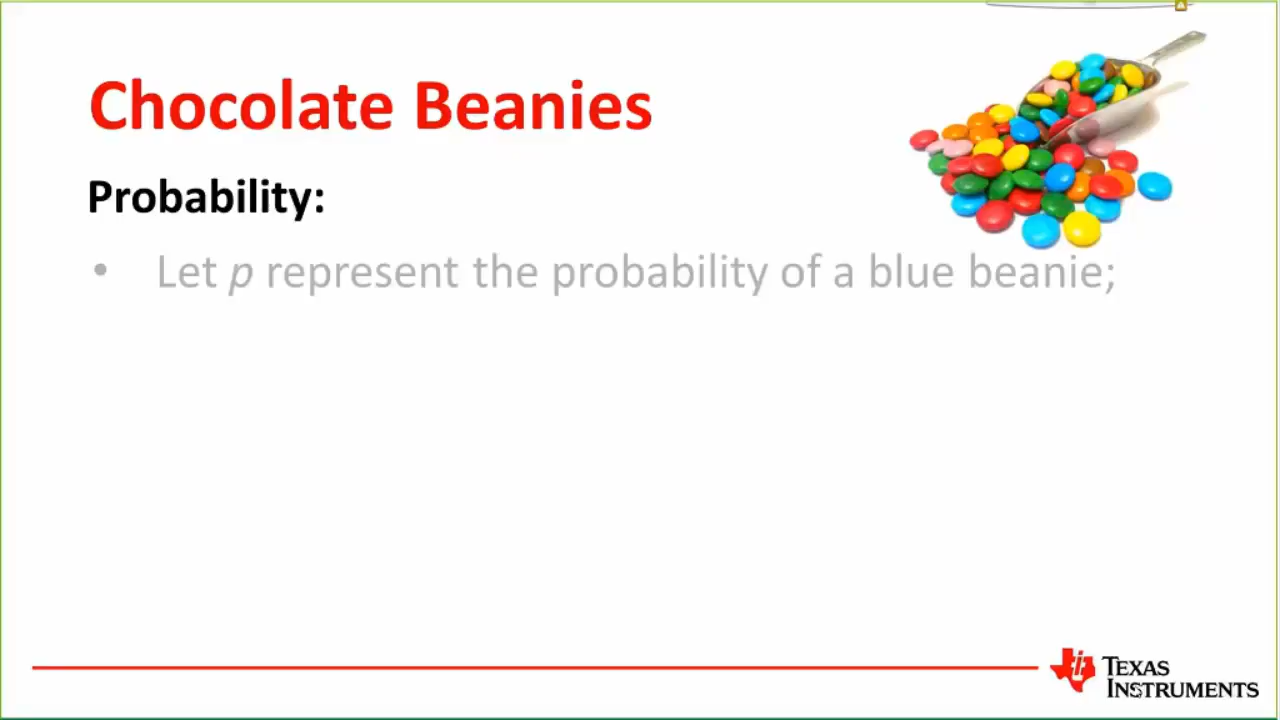 Chocolate Beanies
Probability:
• Let p represent the probability of a blue beanie;
TEXAS
INSTRUMENTS